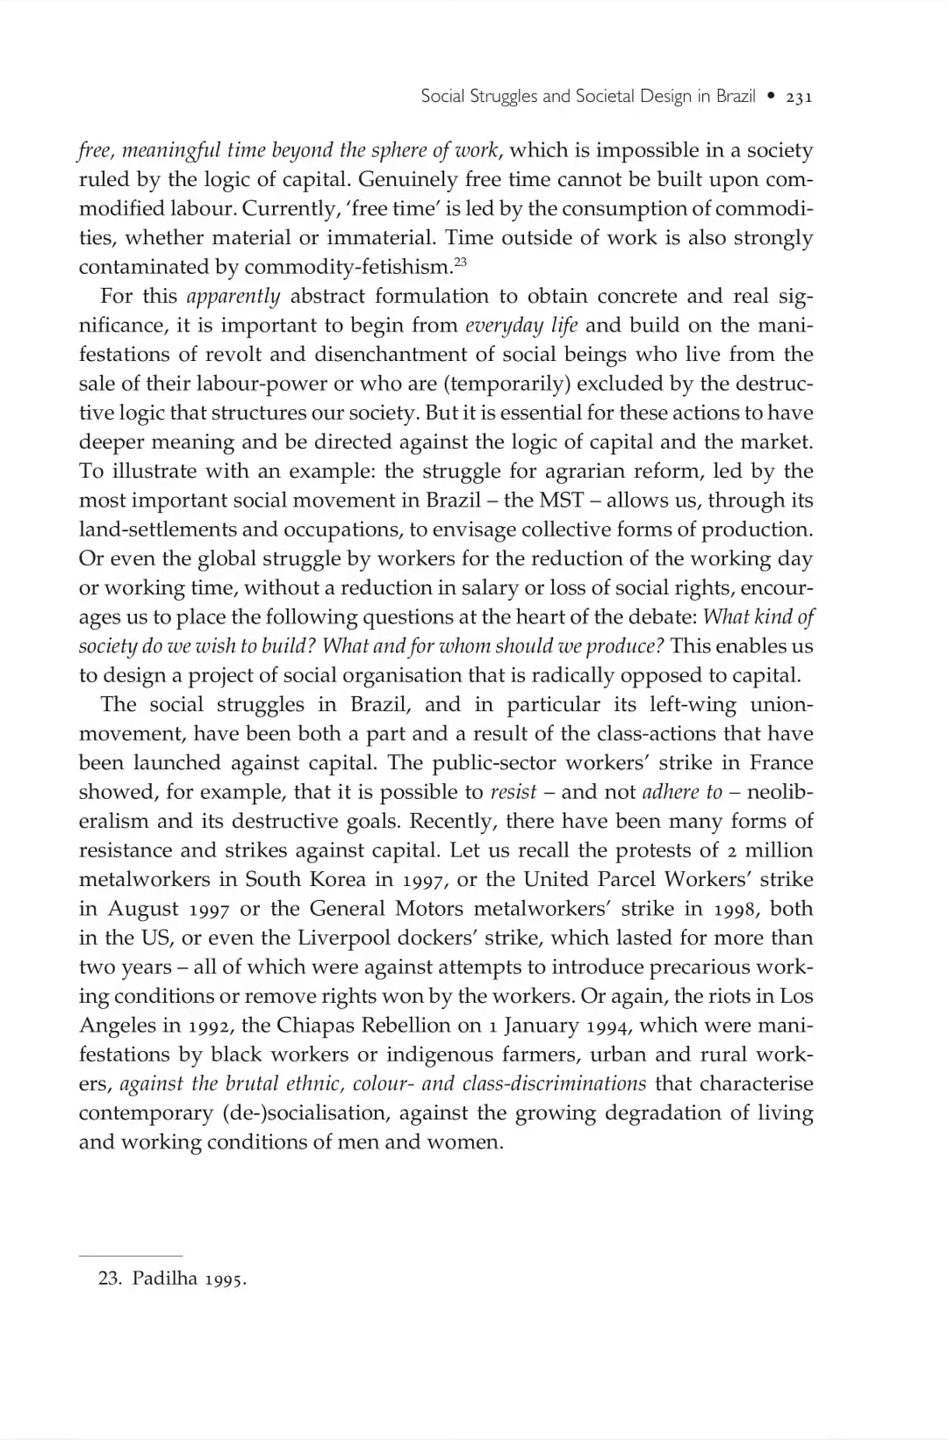 Social Struggles and Societal Design in Brazil • 231
free, meaningful time beyond the sphere of work, which is impossible in a society
ruled by the logic of capital. Genuinely free time cannot be built upon com-
modified labour. Currently, ‘free time’ is led by the consumption of commodi-
ties, whether material or immaterial. Time outside of work is also strongly
contaminated by commodity-fetishism.23
For this apparently abstract formulation to obtain concrete and real sig-
nificance, it is important to begin from everyday life and build on the mani-
festations of revolt and disenchantment of social beings who live from the
sale of their labour-power or who are (temporarily) excluded by the destruc-
tive logic that structures our society. But it is essential for these actions to have
deeper meaning and be directed against the logic of capital and the market.
To illustrate with an example: the struggle for agrarian reform, led by the
most important social movement in Brazil – the MST – allows us, through its
land-settlements and occupations, to envisage collective forms of production.
Or even the global struggle by workers for the reduction of the working day
or working time, without a reduction in salary or loss of social rights, encour-
ages us to place the following questions at the heart of the debate: What kind of
society do we wish to build? What and for whom should we produce? This enables us
to design a project of social organisation that is radically opposed to capital.
The social struggles in Brazil, and in particular its left-wing union-
movement, have been both a part and a result of the class-actions that have
been launched against capital. The public-sector workers’ strike in France
showed, for example, that it is possible to resist – and not adhere to – neolib-
eralism and its destructive goals. Recently, there have been many forms of
resistance and strikes against capital. Let us recall the protests of 2 million
metalworkers in South Korea in 1997, or the United Parcel Workers’ strike
in August 1997 or the General Motors metalworkers’ strike in 1998, both
in the US, or even the Liverpool dockers’ strike, which lasted for more than
two years – all of which were against attempts to introduce precarious work-
ing conditions or remove rights won by the workers. Or again, the riots in Los
Angeles in 1992, the Chiapas Rebellion on 1 January 1994, which were mani-
festations by black workers or indigenous farmers, urban and rural work-
ers, against the brutal ethnic, colour- and class-discriminations that characterise
contemporary (de-)socialisation, against the growing degradation of living
and working conditions of men and women.
23. Padilha 1995.